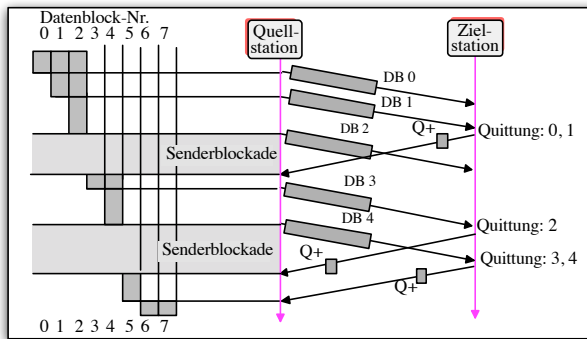 Datenblock-Nr.
0 1 2 3 4 5 6 7
Quell-
station
Ziel-
station
DB 0
DB 1
Q+
Quittung: 0, 1
DB 2
Senderblockade
DB 3
DB 4
Quittung: 2
Senderblockade
Q+
Quittung: 3, 4
Q+
0 1 2 3 4 5 6 7